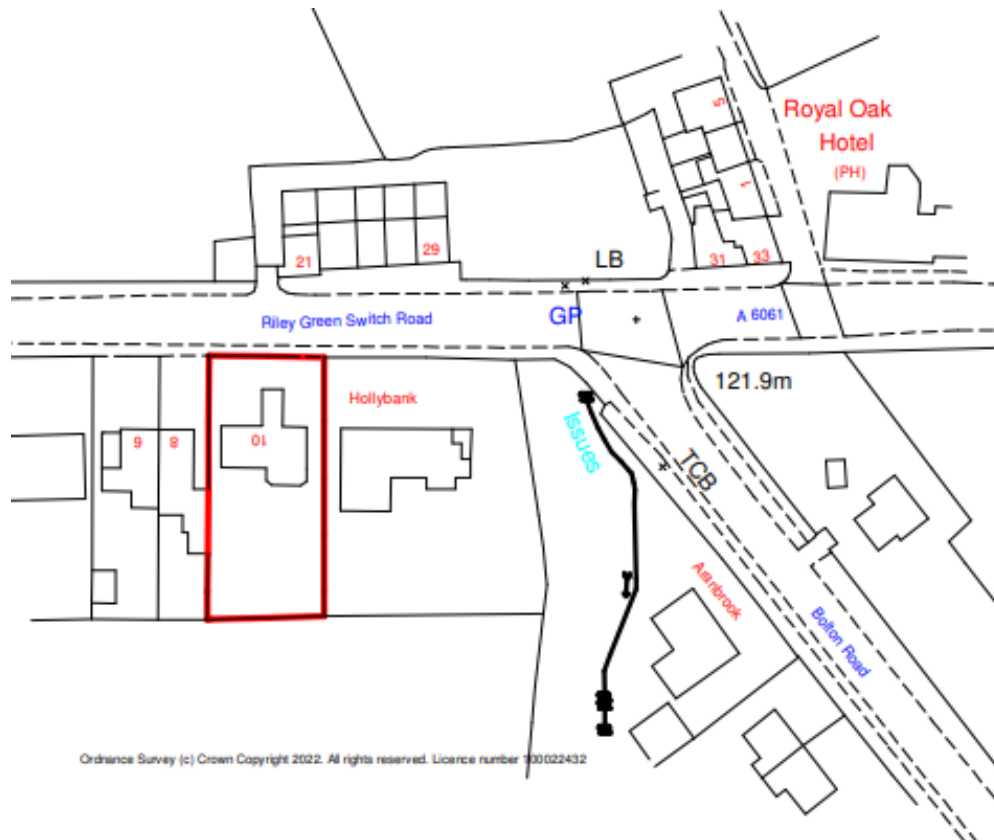 5
Royal Oak
Hotel
(PH)
1
21
29
LB
31
33
Riley Green Switch Road
GP
A 6061
121.9m
Hollybank
6
8
10
Issues
TCB
Aranbrook
Bolton Road
Ordnance Survey (c) Crown Copyright 2022. All rights reserved. Licence number 100022432